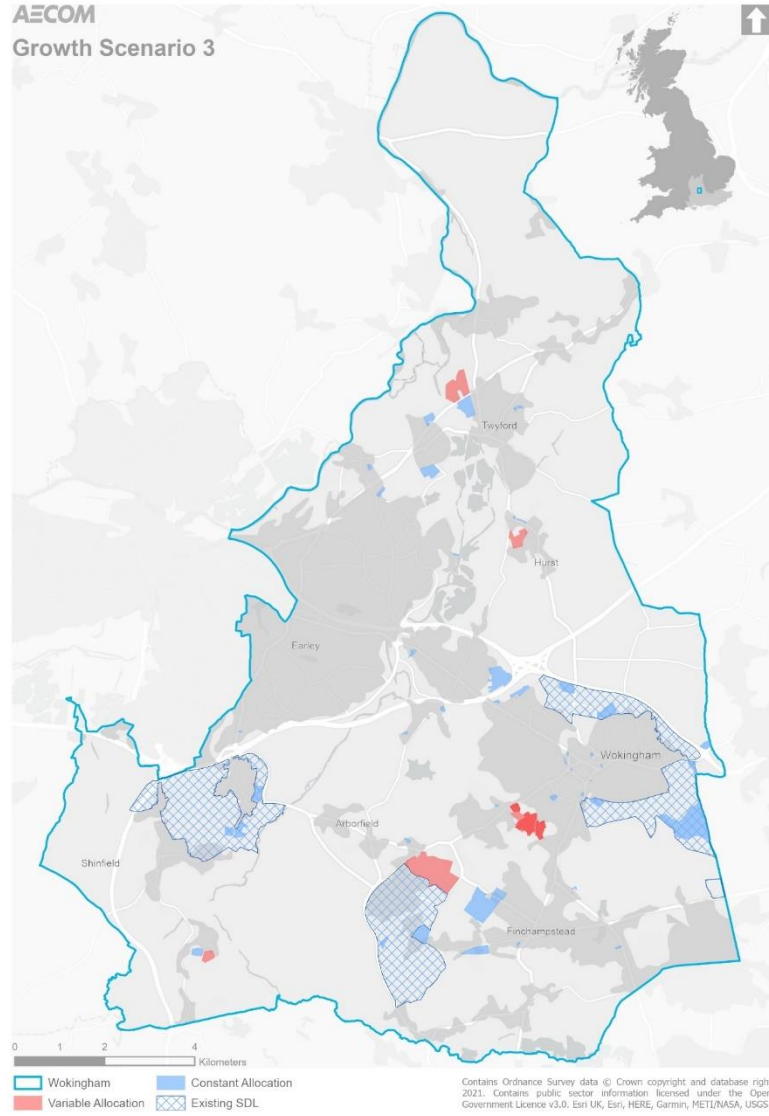 AECOM
Growth Scenario 3
Twyford
Hurst
Earley
Wokingham
Arborfield
Shinfield
Finchampstead
0 1 2 4
Kilometers
Wokingham Constant Allocation
Variable Allocation Existing SDL
Contains Ordnance Survey data © Crown copyright and database righ
2021. Contains public sector information licensed under the Oper
Government Licence v3.0. Esri UK, Esri, HERE, Garmin, METI/NASA, USGS